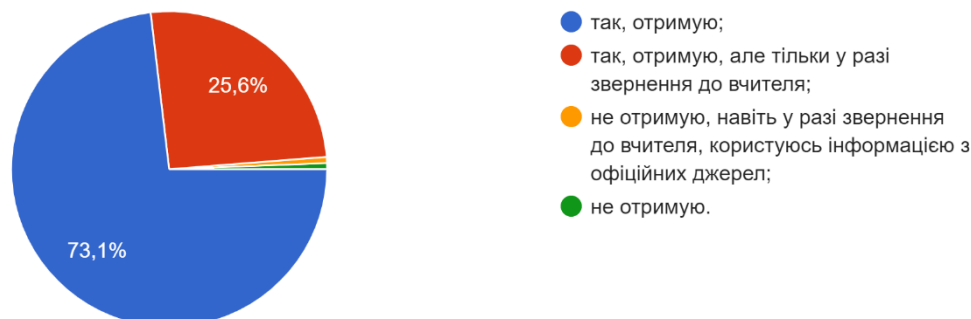 25,6%
73,1%
так, отримую;
так, отримую, але тільки у разі
звернення до вчителя;
не отримую, навіть у разі звернення
до вчителя, користуюсь інформацією з
офіційних джерел;
не отримую.